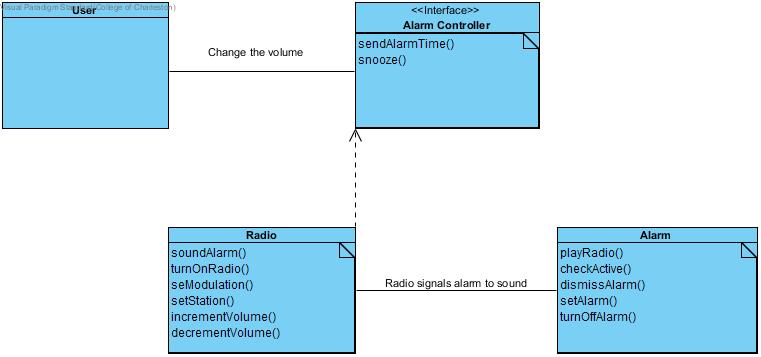 Visual Paradigm Standard(College of Charleston)
User
<<Interface>>
Alarm Controller
sendAlarmTime()
snooze()
Change the volume
Radio
soundAlarm()
turnOnRadio()
seModulation()
setStation()
incrementVolume()
decrementVolume()
Radio signals alarm to sound
Alarm
playRadio()
checkActive()
dismissAlarm()
setAlarm()
turnOffAlarm()